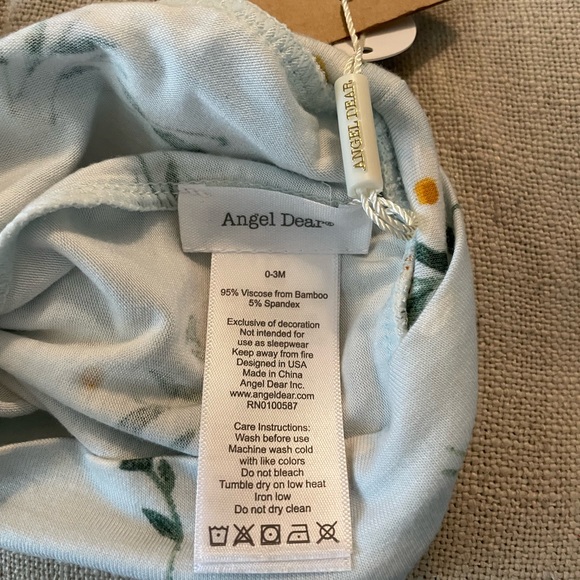 ANGEL DEAR
Angel Dear®
0-3M
95% Viscose from Bamboo
5% Spandex
Exclusive of decoration
Not intended for
use as sleepwear
Keep away from fire
Designed in USA
Made in China
Angel Dear Inc.
www.angeldear.com
RN0100587
Care Instructions:
Wash before use
Machine wash cold
with like colors
Do not bleach
Tumble dry on low heat
Iron low
Do not dry clean